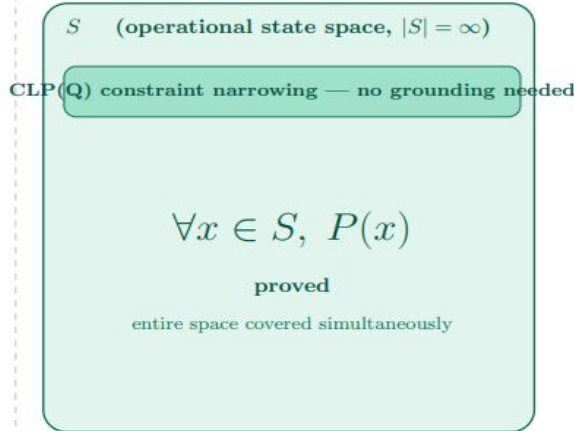 S (operational state space, |S| = ∞)
CLP(Q) constraint narrowing — no grounding needed
∀x ∈ S, P(x)
proved
entire space covered simultaneously